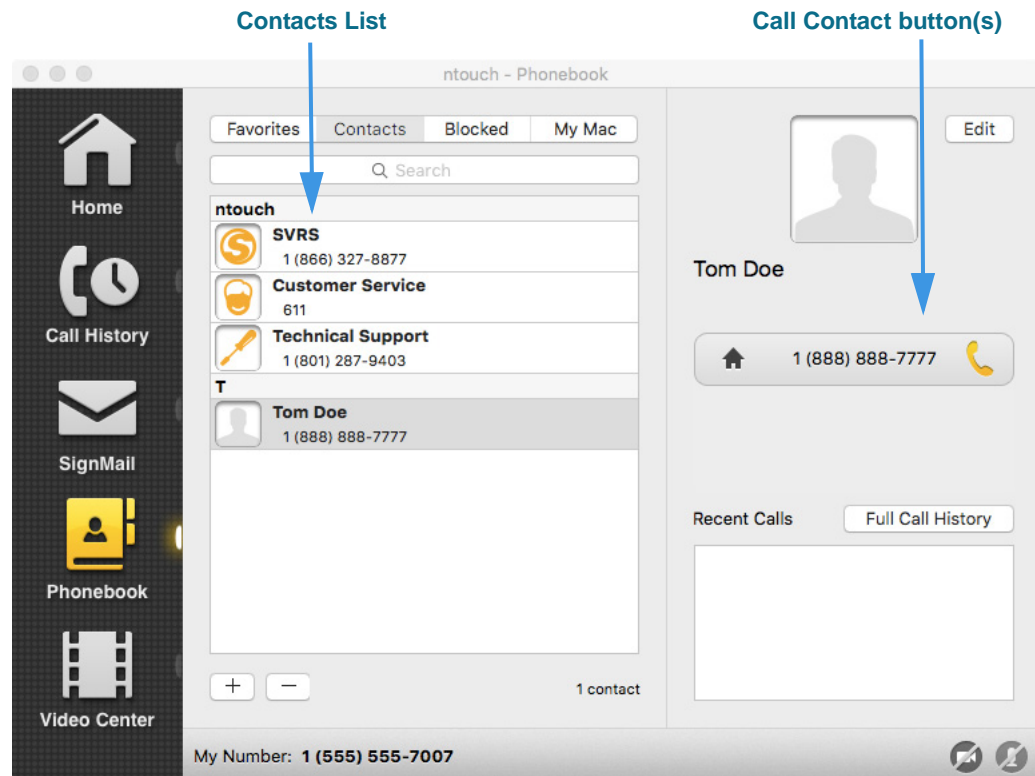 Contacts List
Call Contact button(s)
ntouch - Phonebook
Home
Call History
SignMail
Phonebook
Video Center
Favorites Contacts Blocked My Mac
Search
ntouch
SVRS
1 (866) 327-8877
Customer Service
611
Technical Support
1 (801) 287-9403
T
Tom Doe
1 (888) 888-7777
1 contact
Edit
Tom Doe
1 (888) 888-7777
Recent Calls Full Call History
My Number: 1 (555) 555-7007